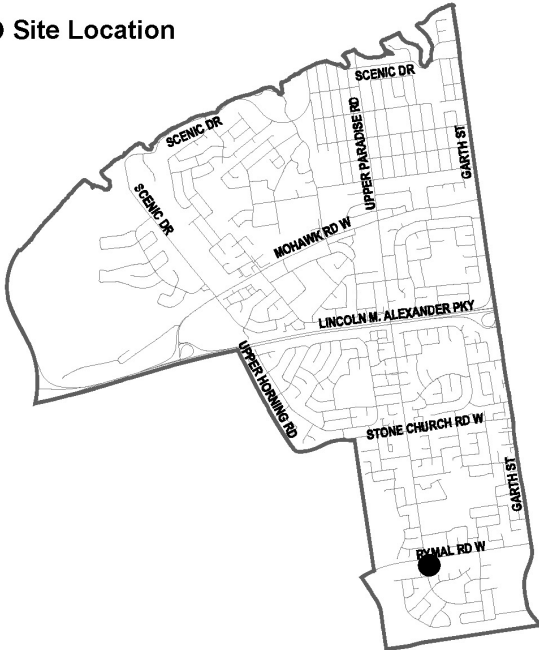 Site Location
SCENIC DR
SCENIC DR
UPPER PARADISE RD
GARTH ST
SCENIC DR
MOHAWK RD W
LINCOLN M. ALEXANDER PKY
UPPER HORNING RD
STONE CHURCH RD W
GARTH ST
RYMAL RD W